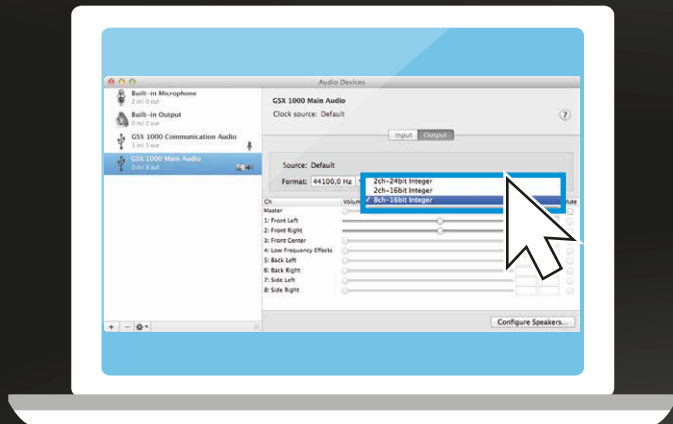 Audio Devices
Built-in Microphone
2 in/ 0 out
Built-in Output
0 in/ 2 out
GSX 1000 Communication Audio
1 in/ 1 out
GSX 1000 Main Audio
0 in/ 8 out
GSX 1000 Main Audio
Clock source: Default
?
Input Output
Source: Default
Format: 44100,0 Hz
2ch-24bit Integer
2ch-16bit Integer
✓ 8ch-16bit Integer
Ch Volum Mute
Master
1: Front Left
2: Front Right
3: Front Center
4: Low Frequency Effects
5: Back Left
6: Back Right
7: Side Left
8: Side Right
Configure Speakers...